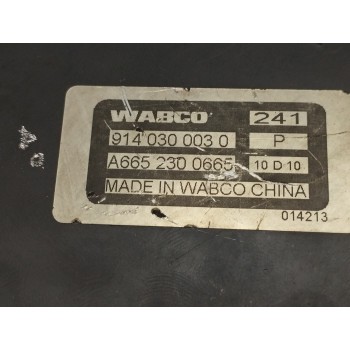 WABCO 241
914 030 003 0 P
A665 230 0665 10 D 10
MADE IN WABCO CHINA
014213